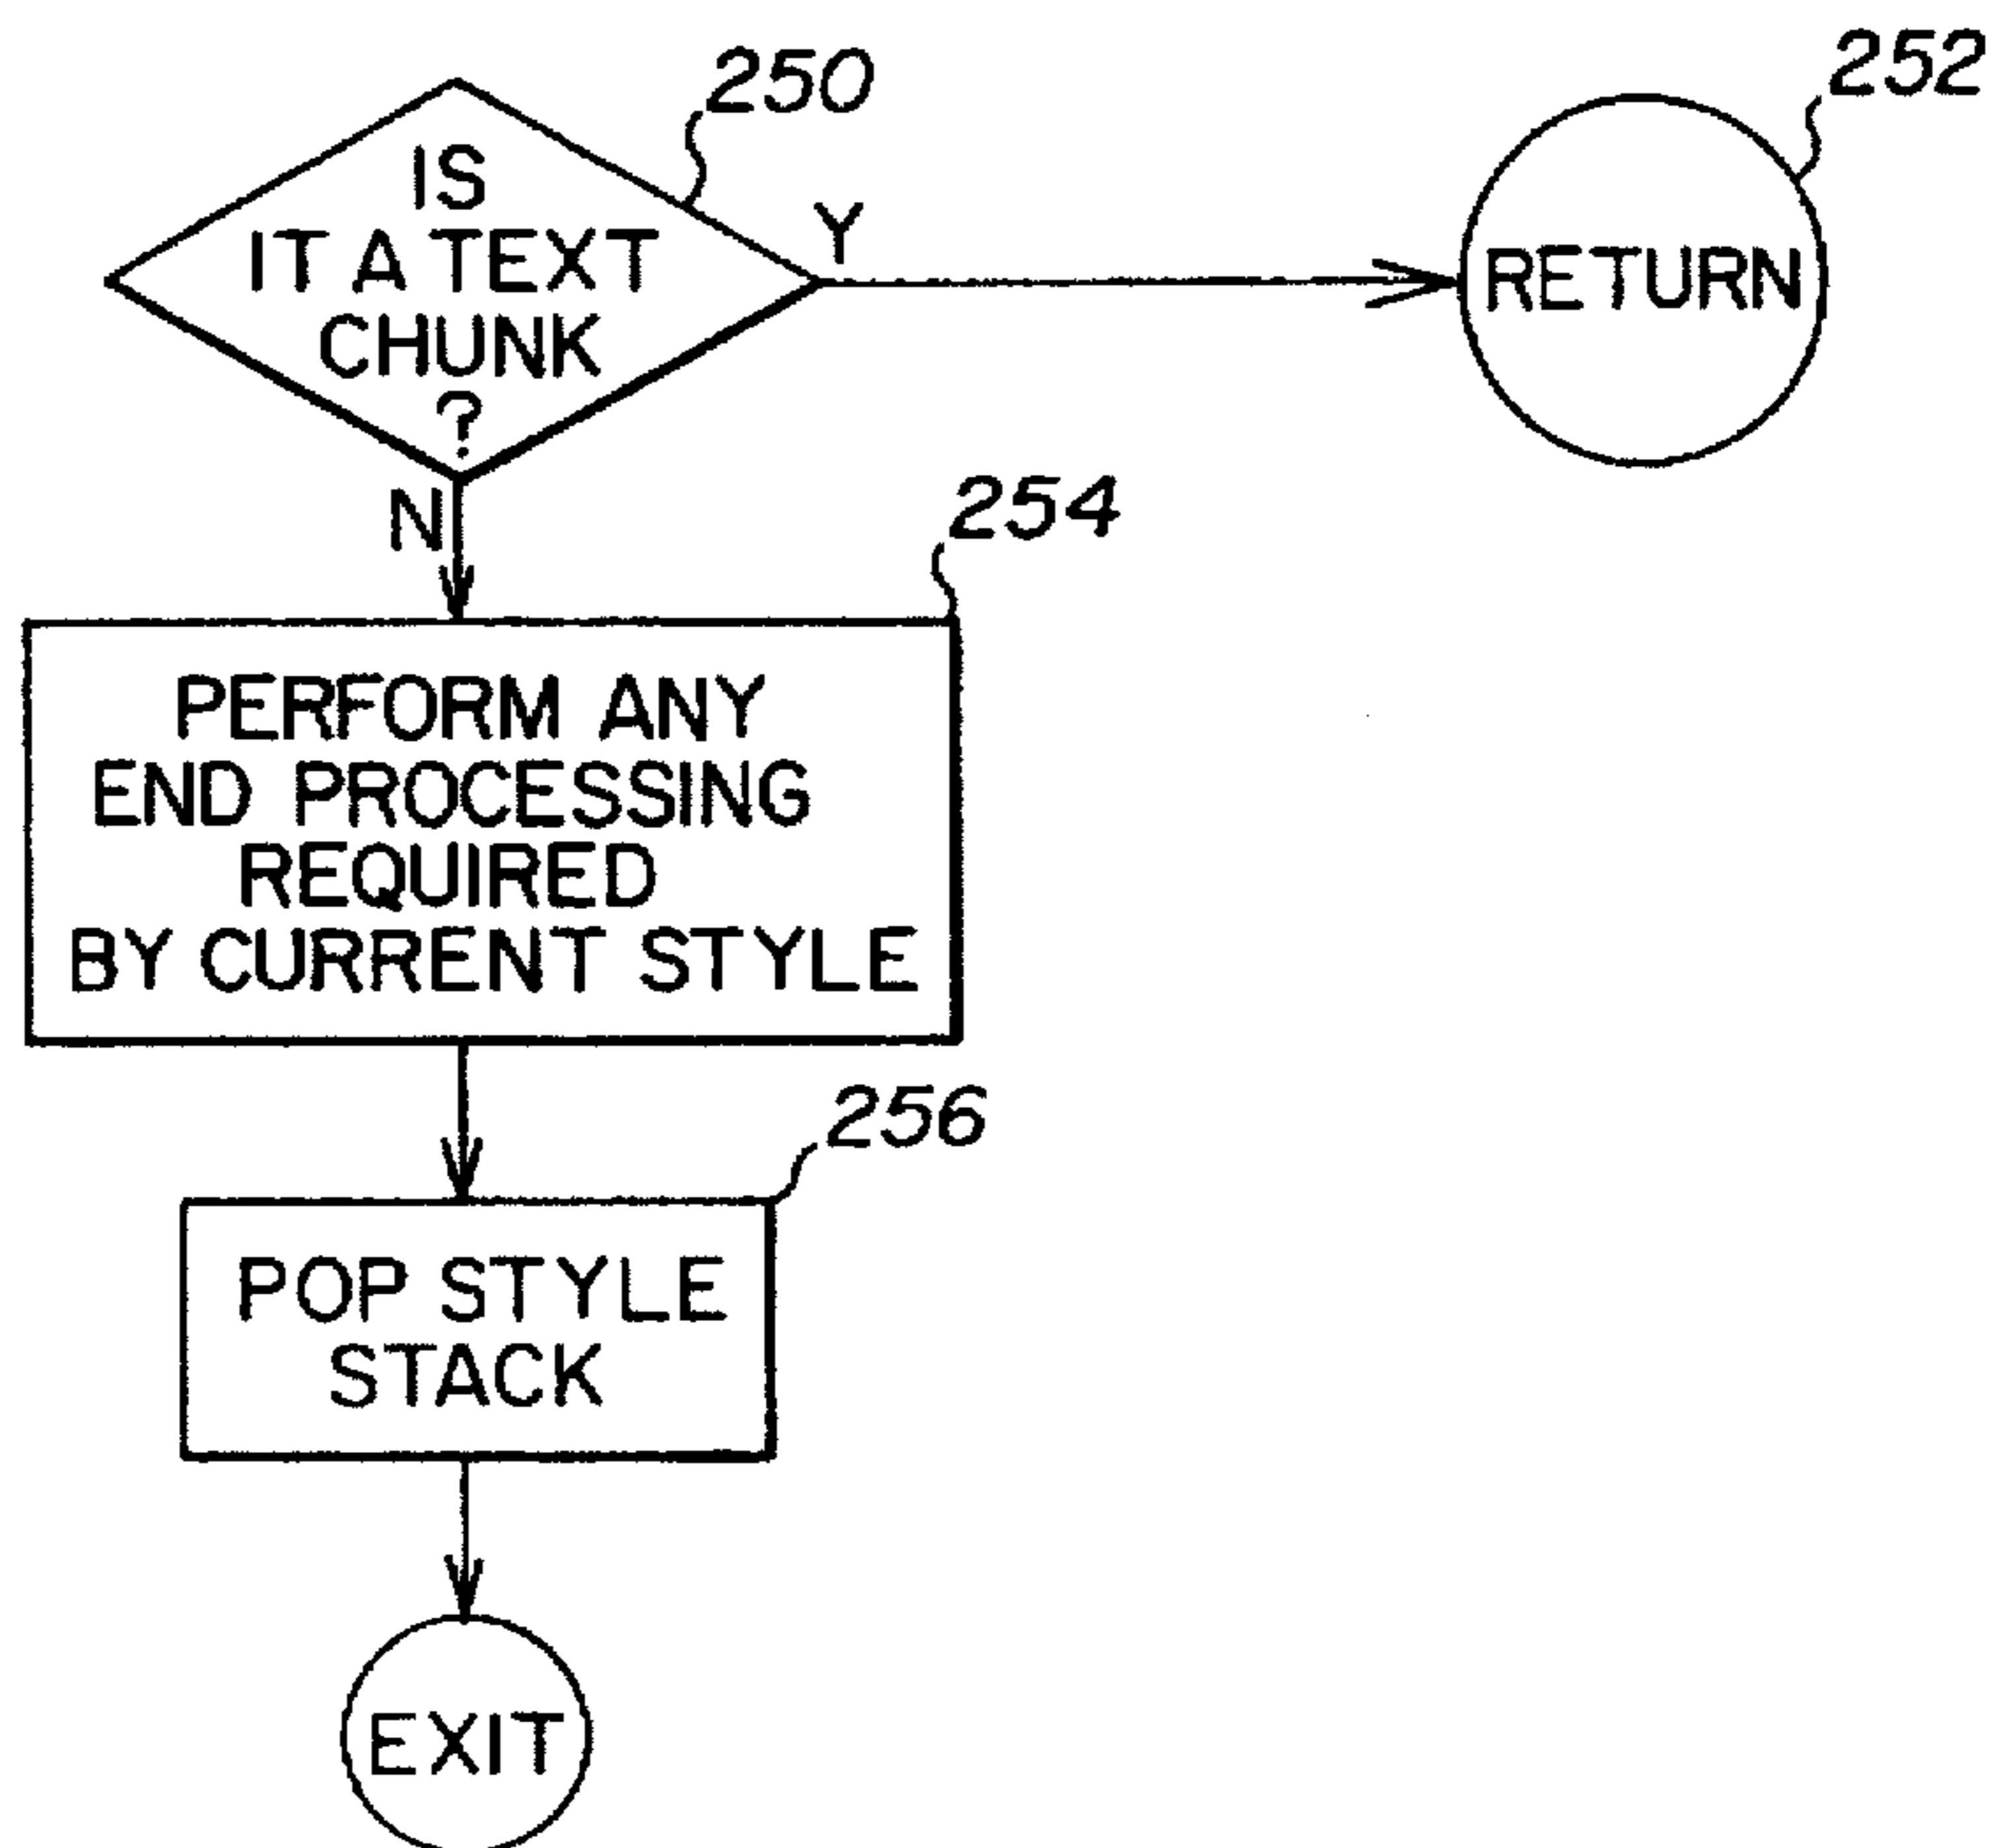 250
252
IS
IT A TEXT
CHUNK
?
Y
RETURN
N
254
PERFORM ANY
END PROCESSING
REQUIRED
BY CURRENT STYLE
256
POP STYLE
STACK
EXIT